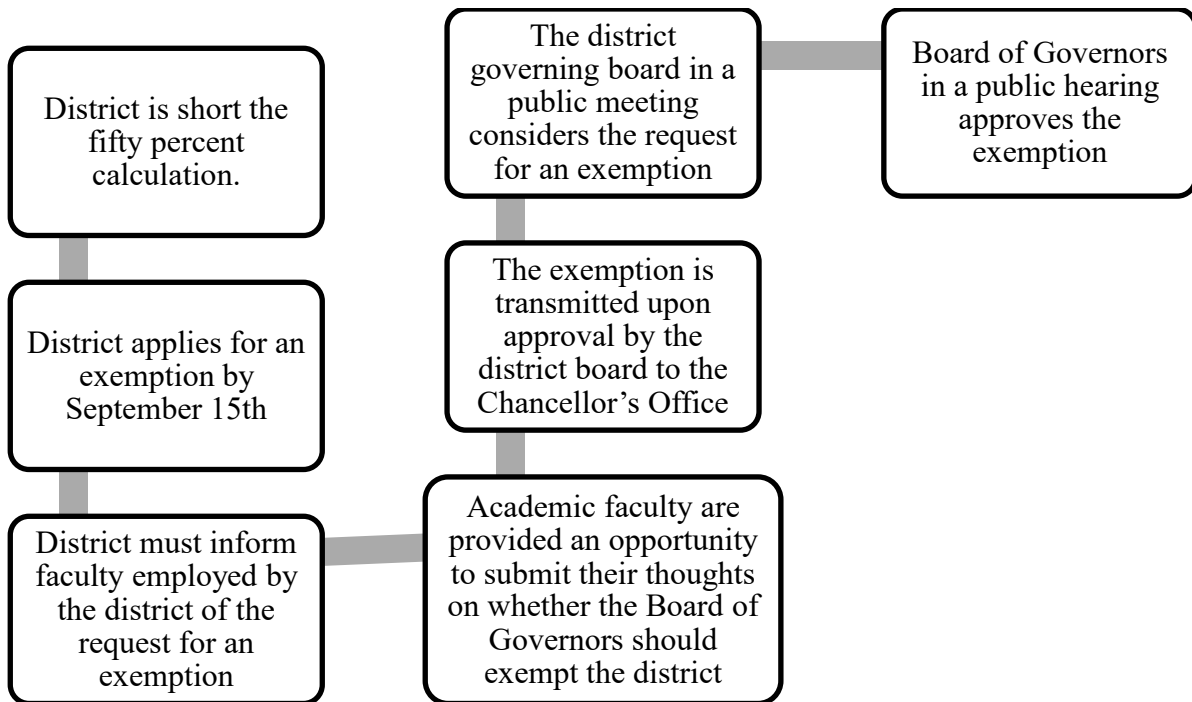 District is short the
fifty percent
calculation.
District applies for an
exemption by
September 15th
District must inform
faculty employed by
the district of the
request for an
exemption
Academic faculty are
provided an opportunity
to submit their thoughts
on whether the Board of
Governors should
exempt the district
The exemption is
transmitted upon
approval by the
district board to the
Chancellor’s Office
The district
governing board in a
public meeting
considers the request
for an exemption
Board of Governors
in a public hearing
approves the
exemption